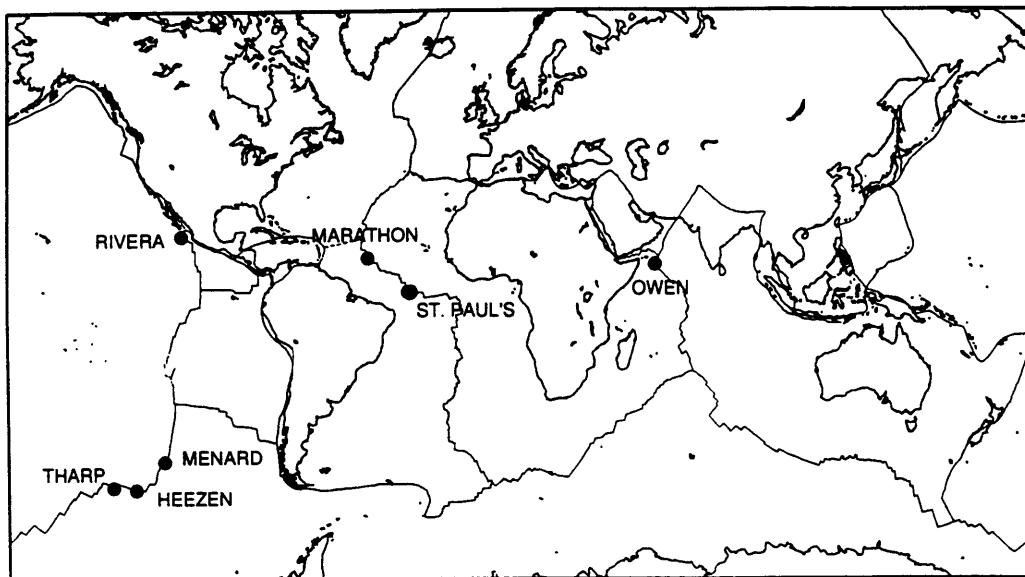 RIVERA
MARATHON
ST. PAUL'S
OWEN
MENARD
THARP
HEEZEN